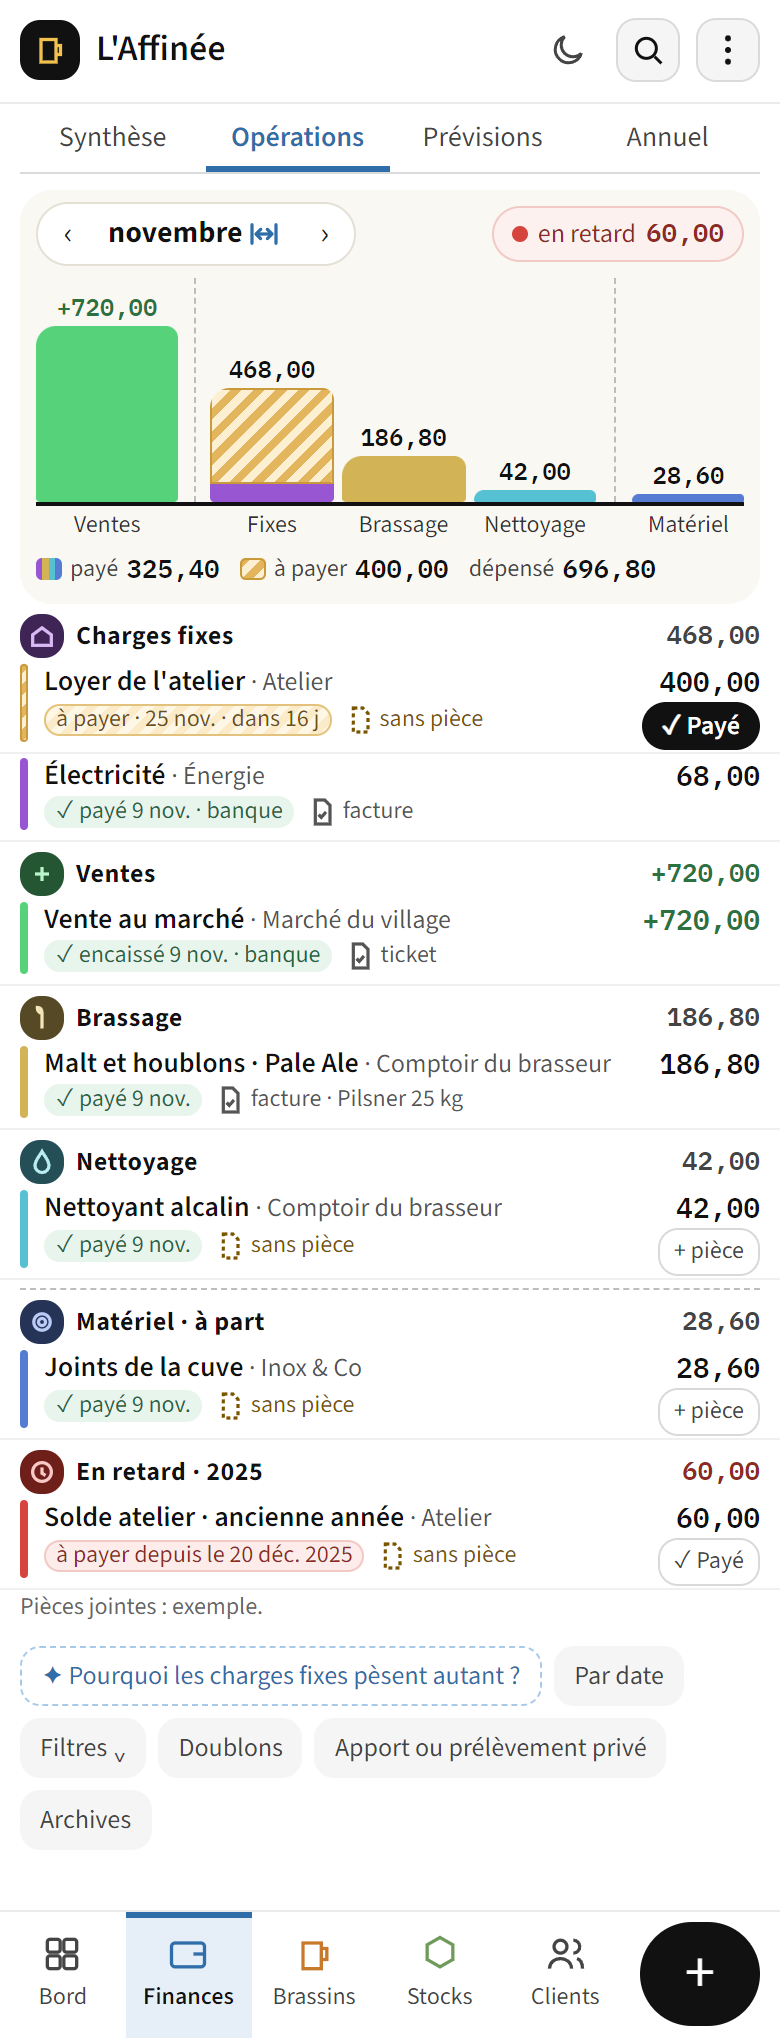 L'Affinée
Synthèse Opérations Prévisions Annuel
‹ novembre › en retard 60,00
+720,00
468,00
186,80
42,00
28,60
Ventes Fixes Brassage Nettoyage Matériel
payé 325,40 à payer 400,00 dépensé 696,80
Charges fixes 468,00
Loyer de l'atelier · Atelier 400,00
à payer · 25 nov. · dans 16 j sans pièce ✓ Payé
Électricité · Énergie 68,00
✓ payé 9 nov. · banque facture
Ventes +720,00
Vente au marché · Marché du village +720,00
✓ encaissé 9 nov. · banque ticket
Brassage 186,80
Malt et houblons · Pale Ale · Comptoir du brasseur 186,80
✓ payé 9 nov. facture · Pilsner 25 kg
Nettoyage 42,00
Nettoyant alcalin · Comptoir du brasseur 42,00
✓ payé 9 nov. sans pièce + pièce
Matériel · à part 28,60
Joints de la cuve · Inox & Co 28,60
✓ payé 9 nov. sans pièce + pièce
En retard · 2025 60,00
Solde atelier · ancienne année · Atelier 60,00
à payer depuis le 20 déc. 2025 sans pièce ✓ Payé
Pièces jointes : exemple.
✦ Pourquoi les charges fixes pèsent autant ? Par date
Filtres ˅ Doublons Apport ou prélèvement privé
Archives
Bord Finances Brassins Stocks Clients +